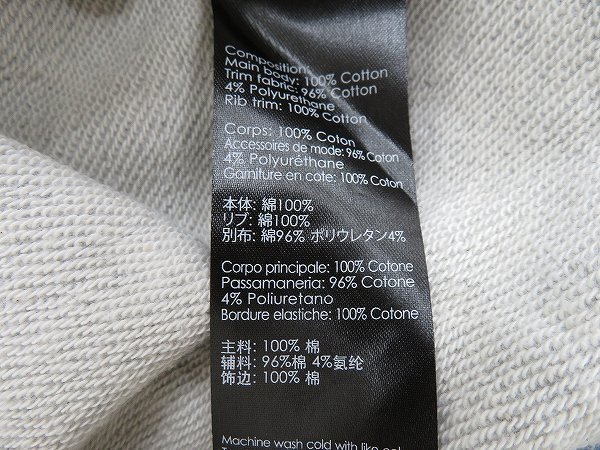 Composition:
Main body: 100% Cotton
Trim fabric: 96% Cotton
4% Polyurethane
Rib trim: 100% Cotton
Corps: 100% Coton
Accessoires de mode: 96% Coton
4% Polyuréthane
Garniture en cote: 100% Coton
本体: 綿100%
リブ: 綿100%
別布: 綿96% ポリウレタン4%
Corpo principale: 100% Cotone
Passamaneria: 96% Cotone
4% Poliuretano
Bordure elastiche: 100% Cotone
主料: 100% 棉
辅料: 96%棉 4%氨纶
饰边: 100% 棉
Machine wash cold with like